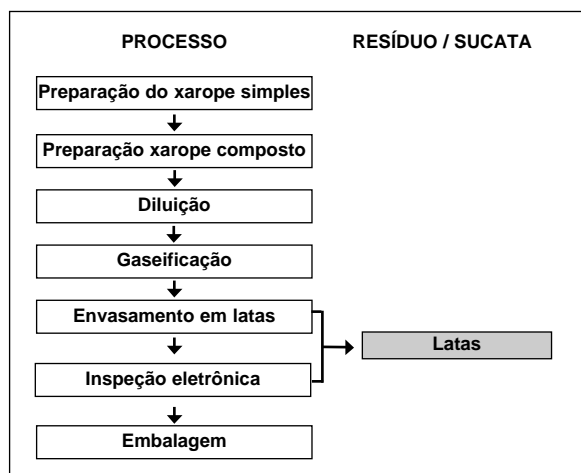 PROCESSO
RESÍDUO / SUCATA
Preparação do xarope simples
Preparação xarope composto
Diluição
Gaseificação
Envasamento em latas
Latas
Inspeção eletrônica
Embalagem